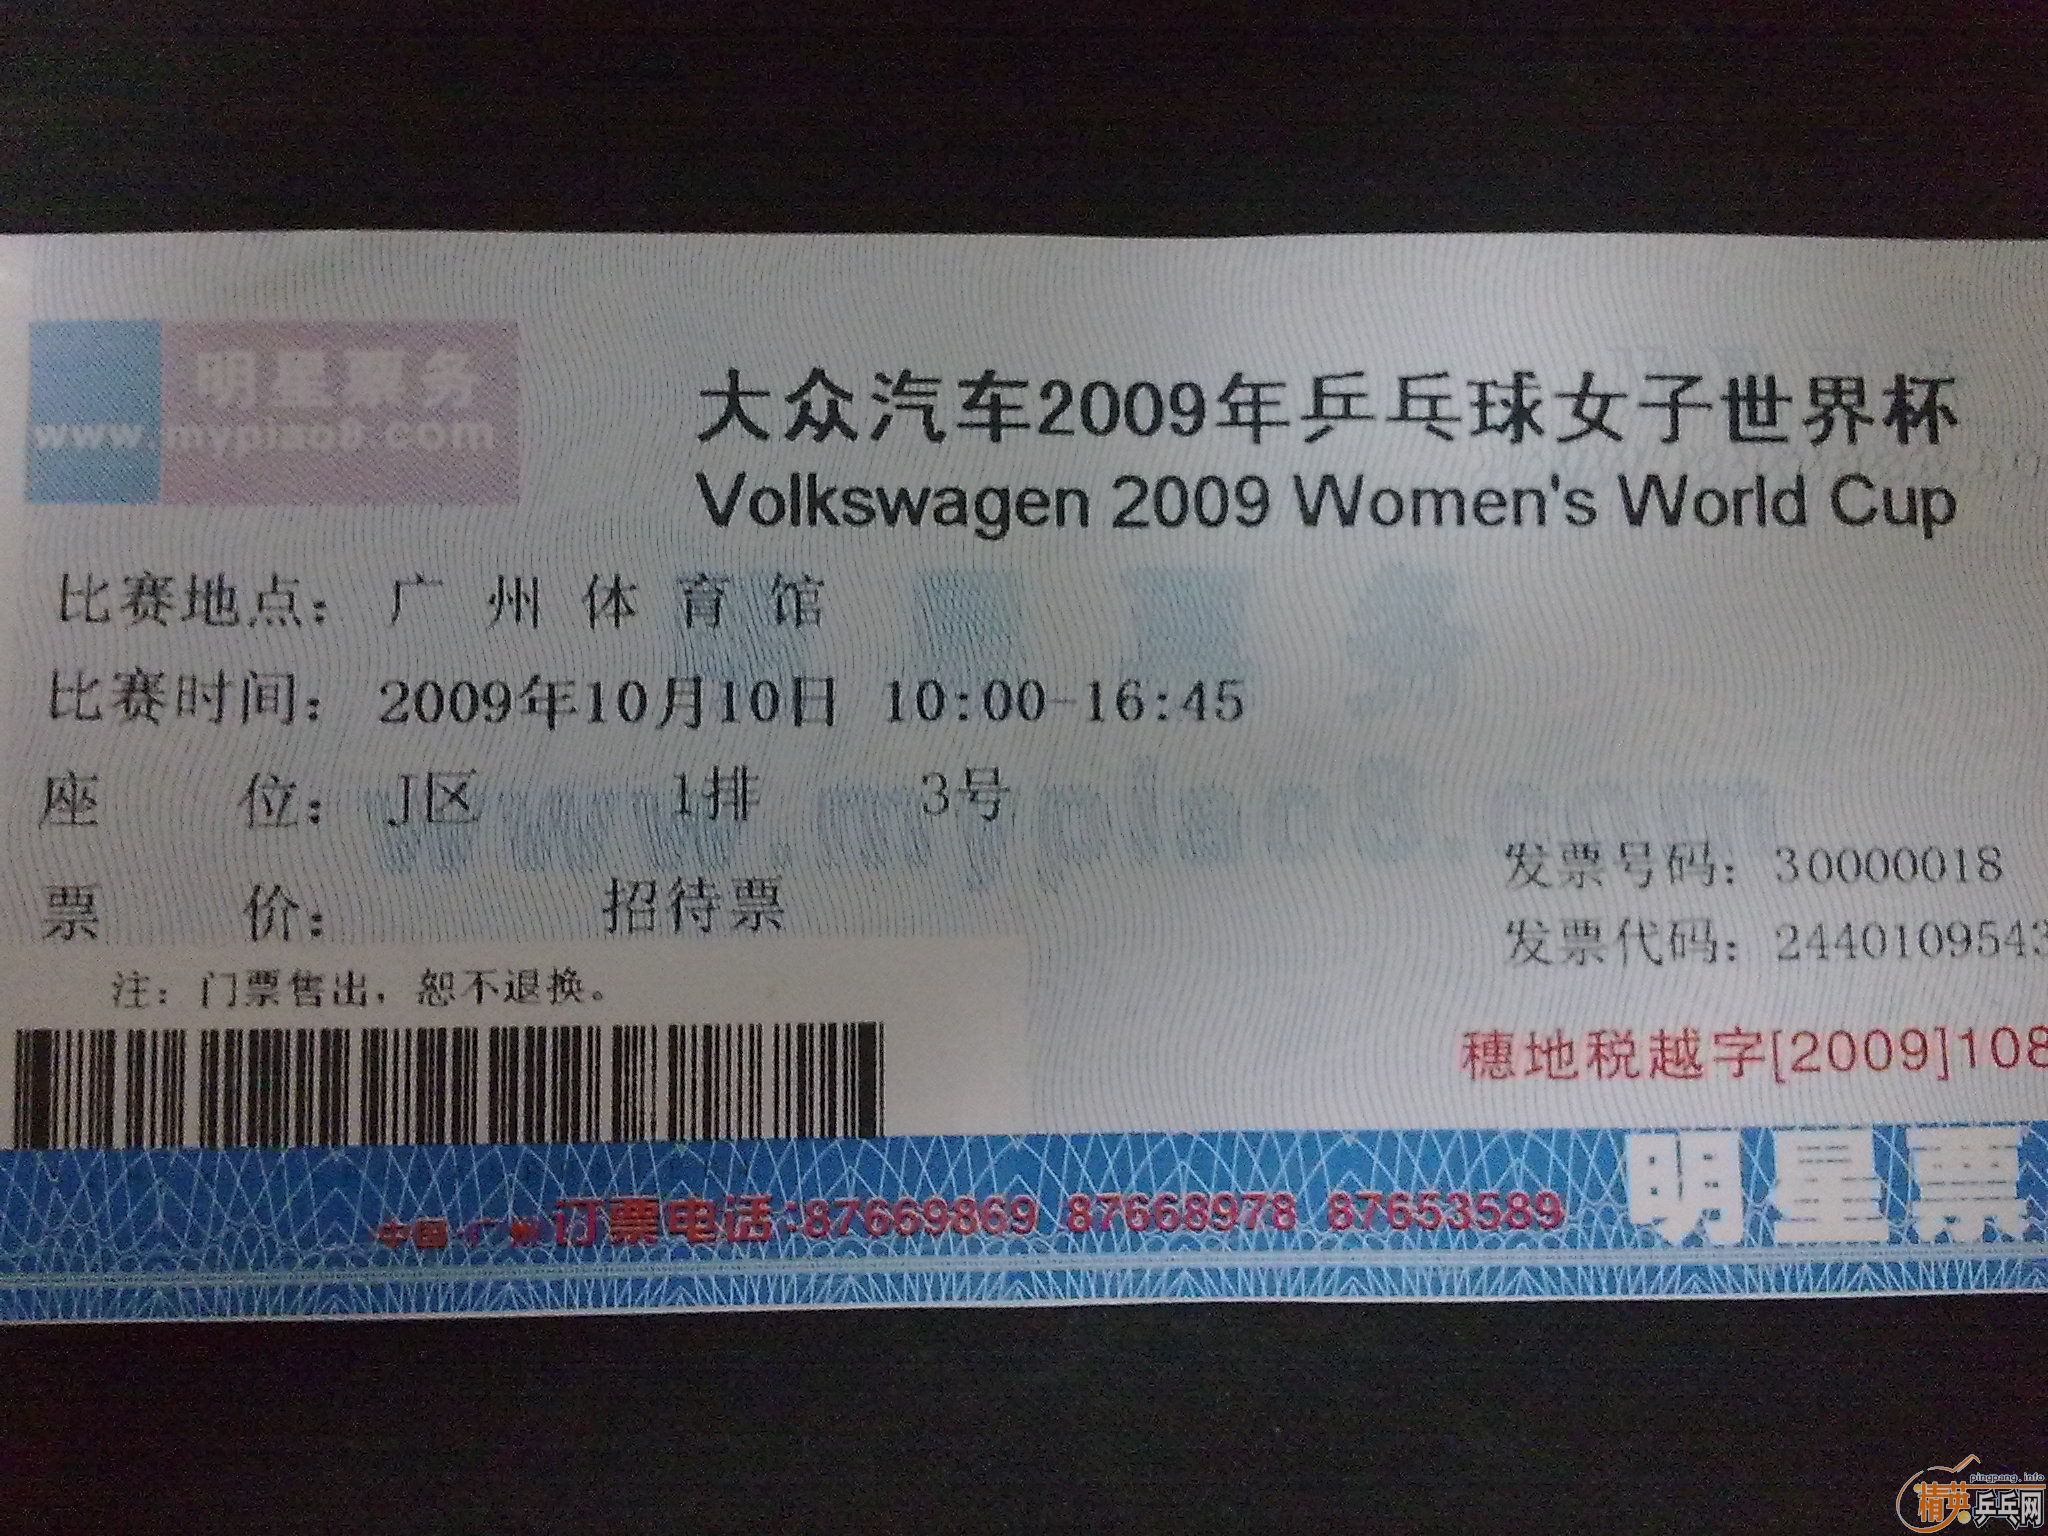 明星票务
大众汽车2009年乒乓球女子世界杯
Volkswagen 2009 Women's World Cup
比赛地点： 广州体育馆
比赛时间： 2009年10月10日 10:00-16:45
座 位： J区 1排 3号
票 价： 招待票
发票号码： 30000018
发票代码： 2440109543
注：门票售出，恕不退换。
穗地税越字[2009]108
中国·广州 订票电话:87669869 87668978 87653589
明星票
pingpang.info
精英乒乓网